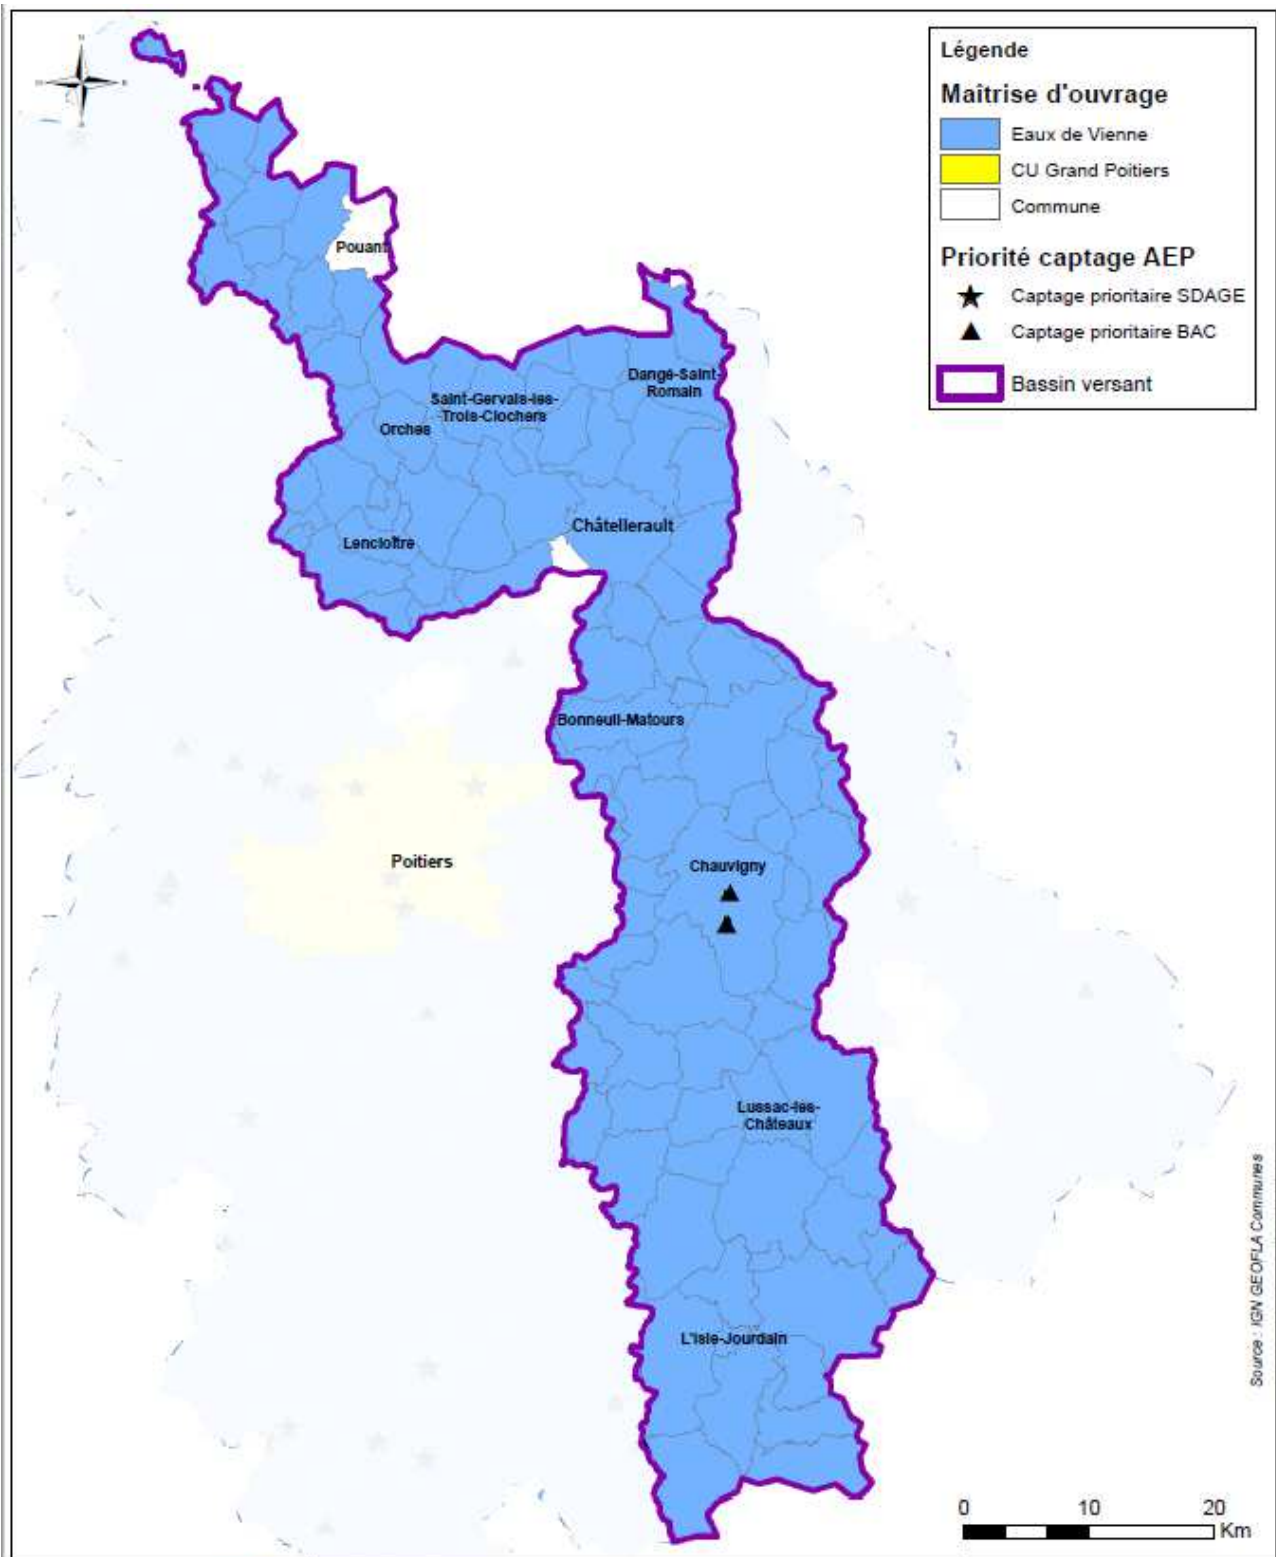 N
Légende
Maîtrise d'ouvrage
Eaux de Vienne
CU Grand Poitiers
Commune
Priorité captage AEP
Captage prioritaire SDAGE
Captage prioritaire BAC
Bassin versant
Pouant
Dangé-Saint-
Romain
Saint-Gervais-les-
Trois-Clochers
Orches
Châtellerault
Lencloître
Bonneuil-Matours
Poitiers
Chauvigny
Lussac-les-
Châteaux
L'Isle-Jourdain
Source : IGN GEOFLA Communes
0 10 20
Km